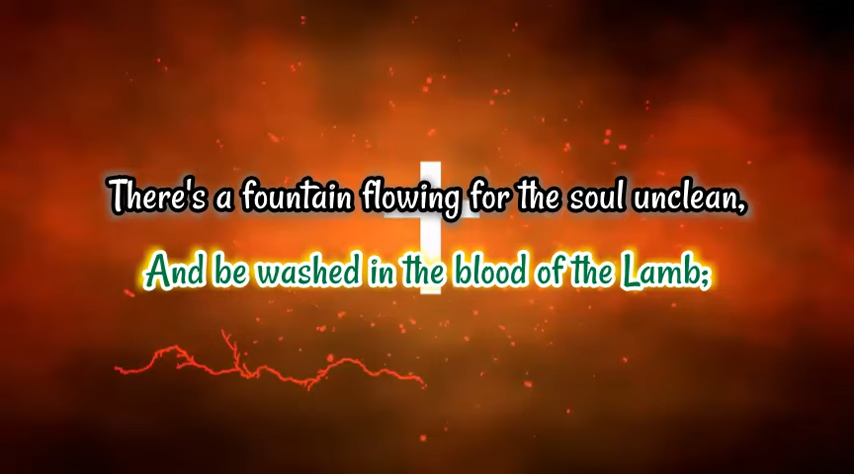 There's a fountain flowing for the soul unclean,
And be washed in the blood of the Lamb;